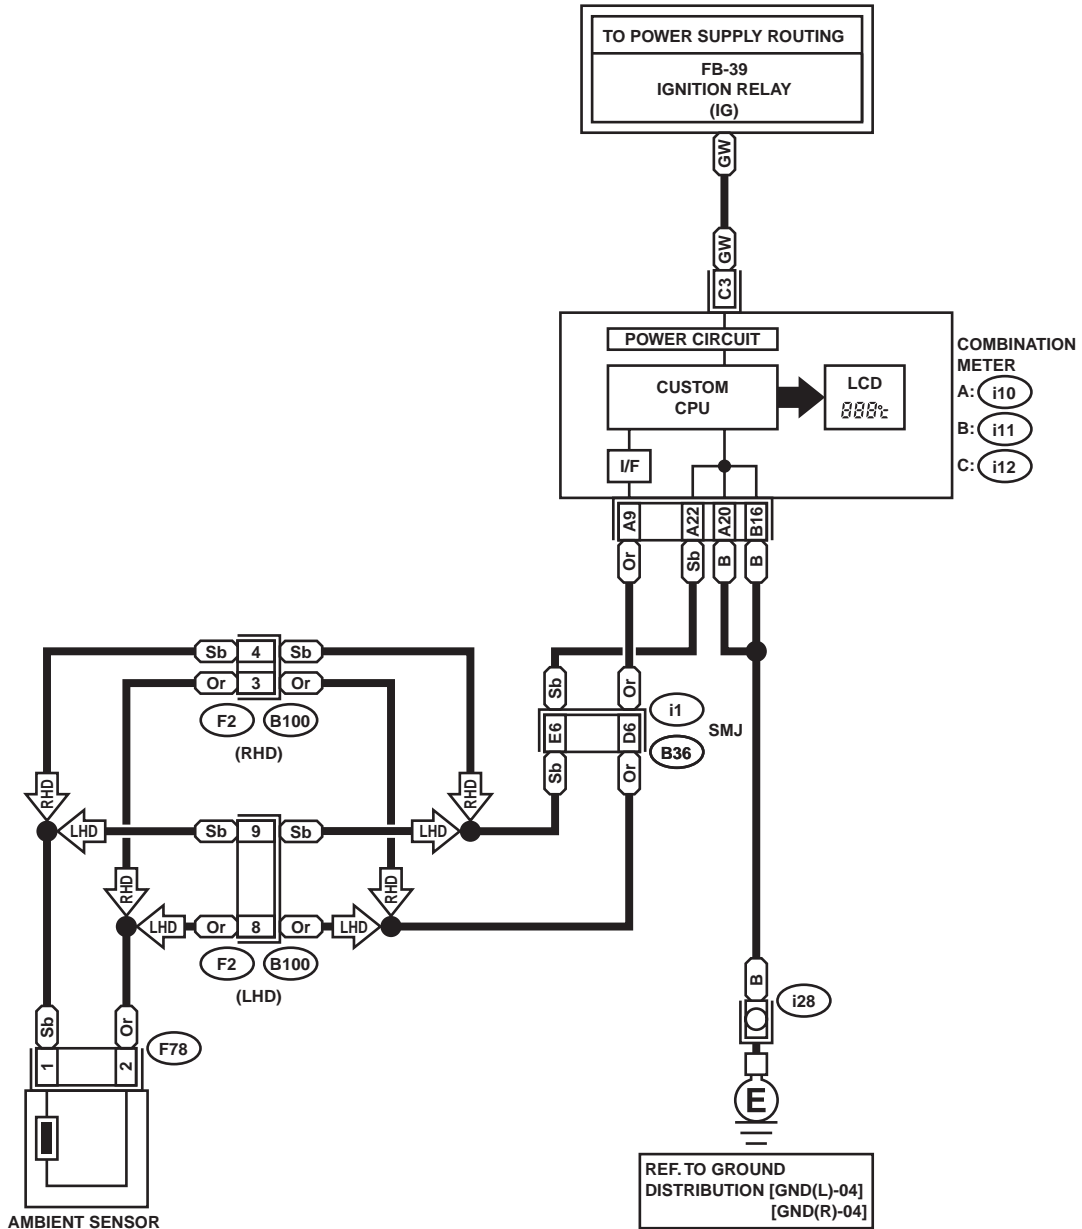 TO POWER SUPPLY ROUTING
FB-39
IGNITION RELAY
(IG)
GW
GW
C3
POWER CIRCUIT
CUSTOM
CPU
LCD
888°c
I/F
COMBINATION
METER
A: i10
B: i11
C: i12
A9
A22
A20
B16
Or
Sb
B
B
Sb 4 Sb
Or 3 Or
F2 B100
(RHD)
Sb
Or
i1
E6
D6
SMJ
B36
Sb
Or
RHD
RHD
LHD
Sb 9 Sb
LHD
RHD
RHD
LHD
Or 8 Or
LHD
F2 B100
(LHD)
B
i28
Sb
Or
F78
1
2
E
AMBIENT SENSOR
REF. TO GROUND
DISTRIBUTION [GND(L)-04]
[GND(R)-04]